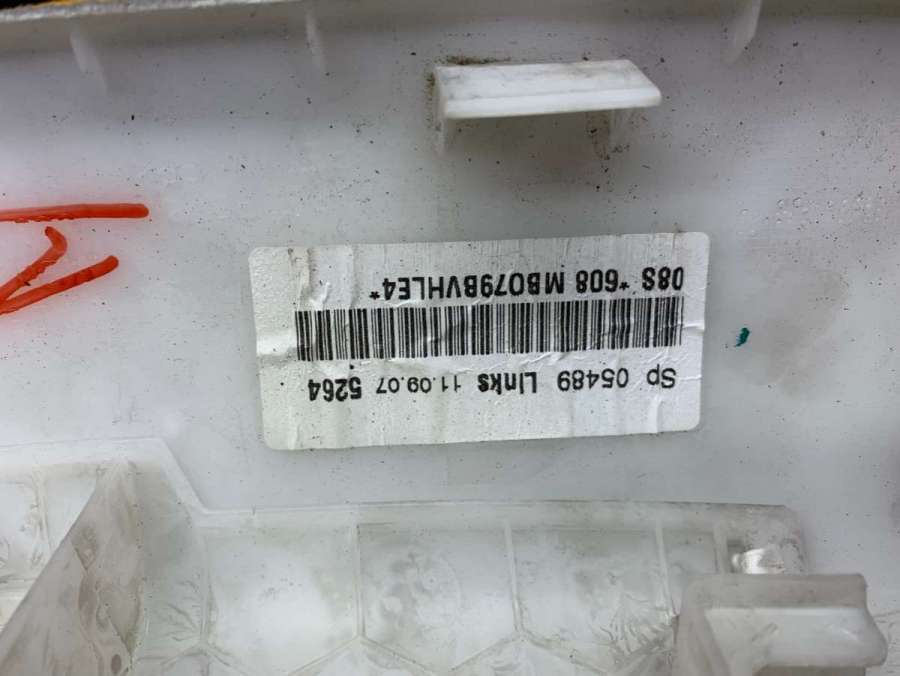 Sp 05489 Links 11.09.07 5264
08S *608 MB079BVHLE4*